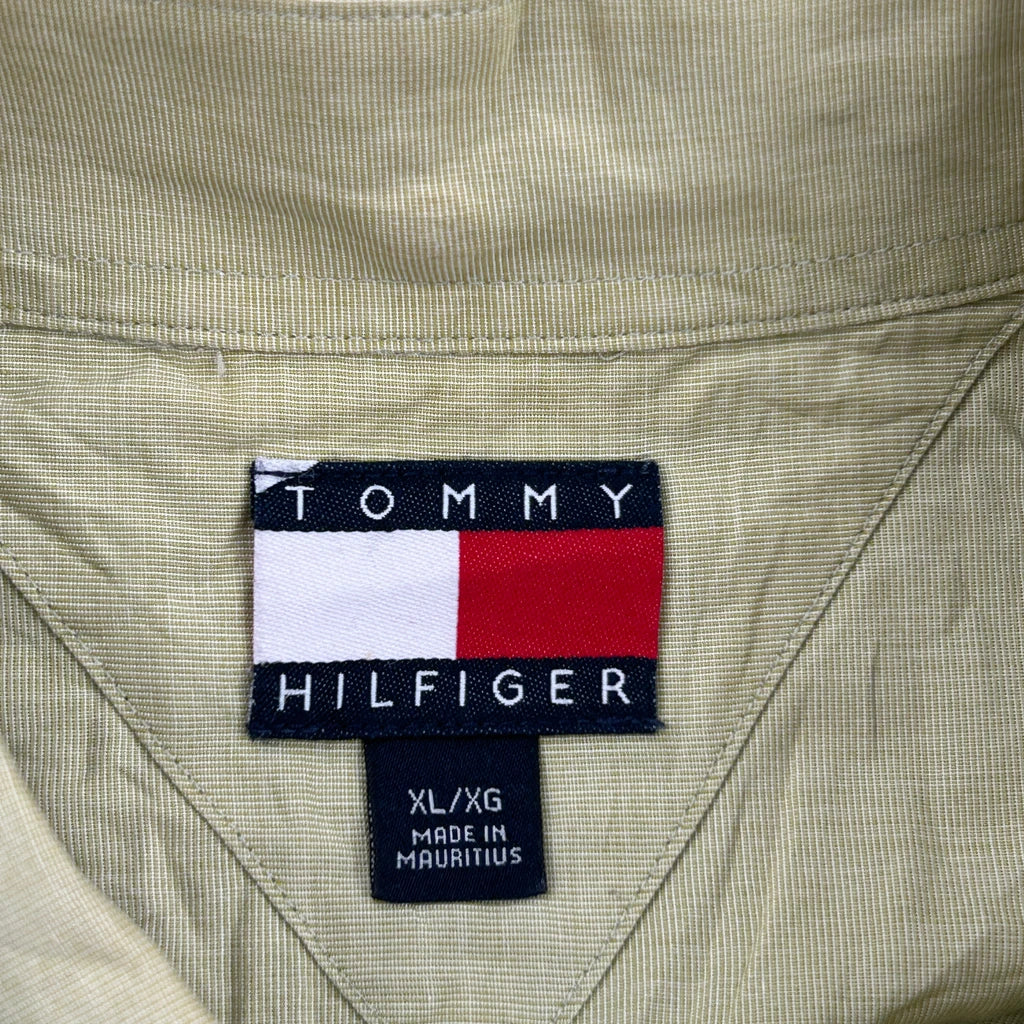 TOMMY
HILFIGER
XL/XG
MADE IN
MAURITIUS